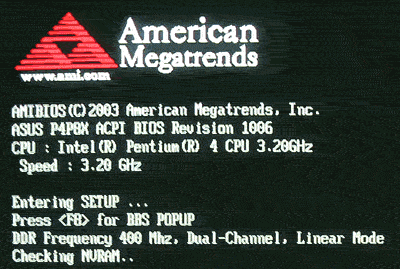 American
Megatrends
www.ami.com
AMIBIOS(C)2003 American Megatrends, Inc.
ASUS P4P8X ACPI BIOS Revision 1006
CPU : Intel(R) Pentium(R) 4 CPU 3.20GHz
Speed : 3.20 GHz
Entering SETUP ...
Press <F8> for BBS POPUP
DDR Frequency 400 Mhz, Dual-Channel, Linear Mode
Checking NVRAM..